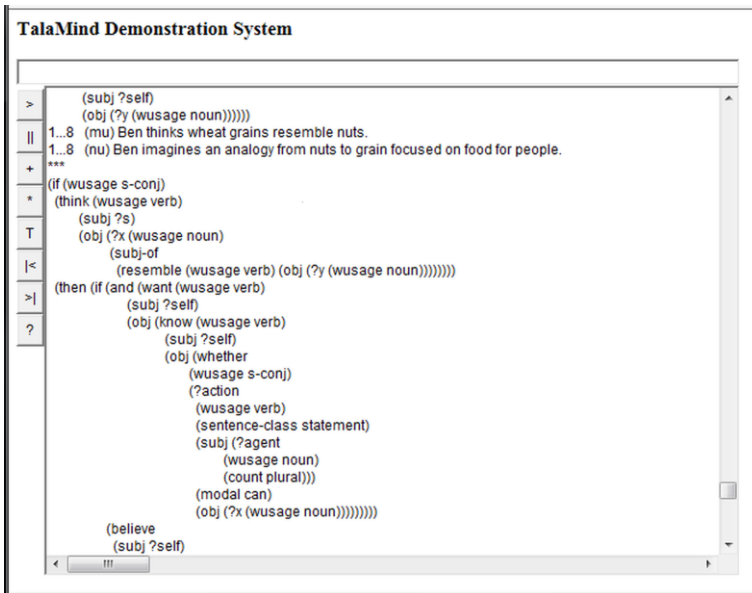 TalaMind Demonstration System
>
||
+
*
T
|<
>|
?
(subj ?self)
(obj (?y (wusage noun))))))
1...8 (mu) Ben thinks wheat grains resemble nuts.
1...8 (nu) Ben imagines an analogy from nuts to grain focused on food for people.
***
(if (wusage s-conj)
(think (wusage verb)
(subj ?s)
(obj (?x (wusage noun)
(subj-of
(resemble (wusage verb) (obj (?y (wusage noun))))))))
(then (if (and (want (wusage verb)
(subj ?self)
(obj (know (wusage verb)
(subj ?self)
(obj (whether
(wusage s-conj)
(?action
(wusage verb)
(sentence-class statement)
(subj (?agent
(wusage noun)
(count plural)))
(modal can)
(obj (?x (wusage noun)))))))))
(believe
(subj ?self)